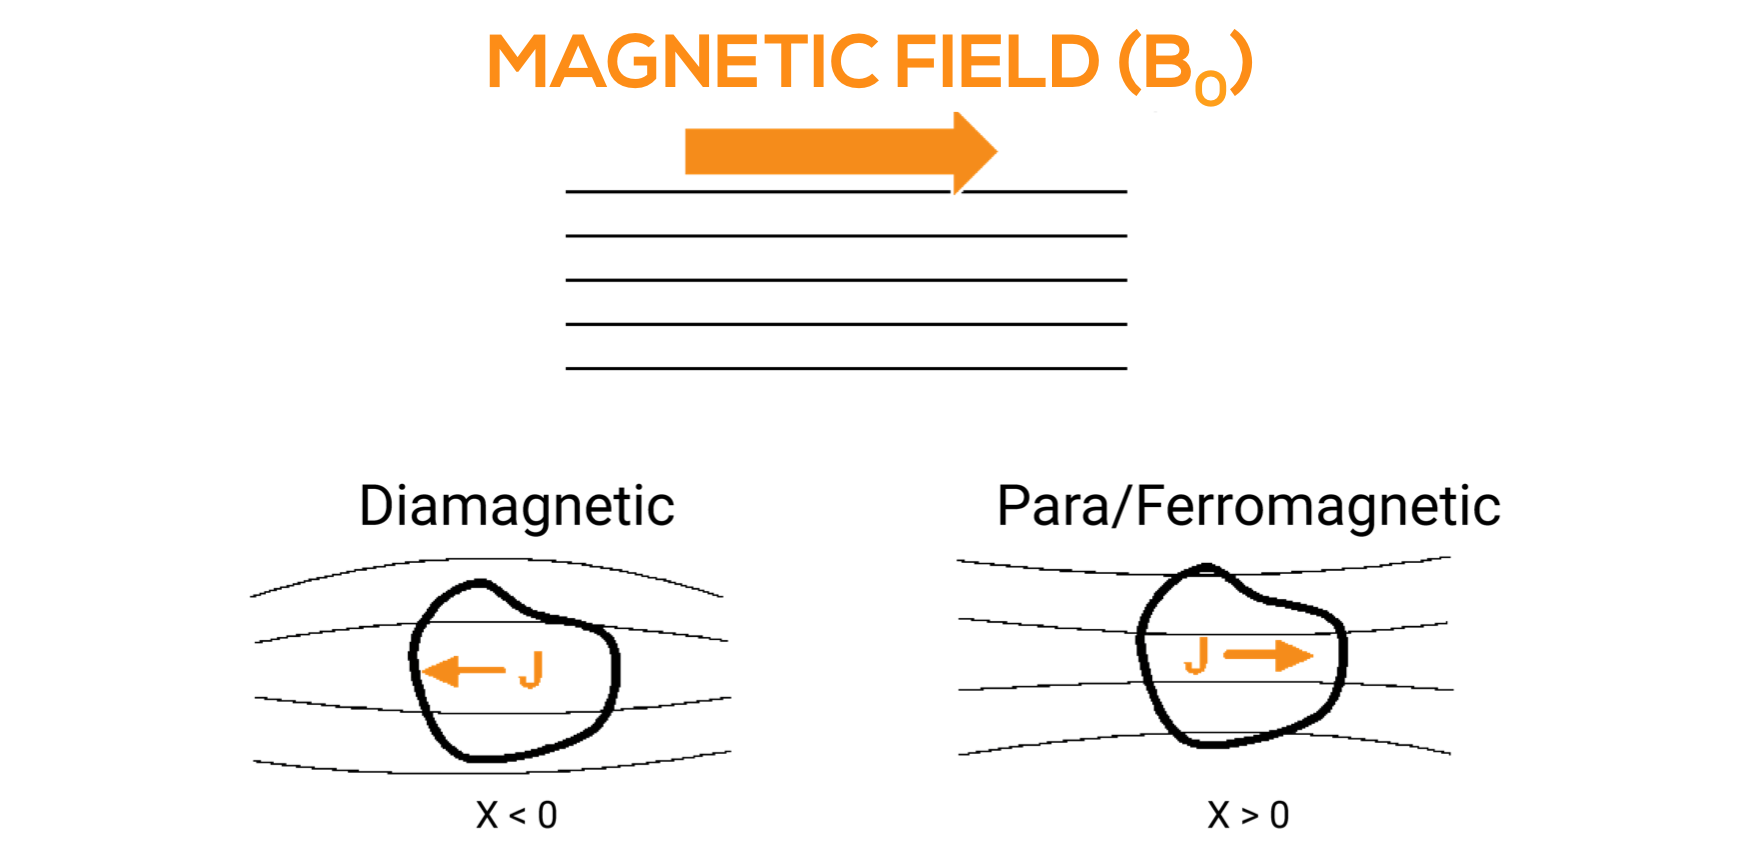 MAGNETIC FIELD (B₀)
Diamagnetic
Para/Ferromagnetic
J
J
X < 0
X > 0